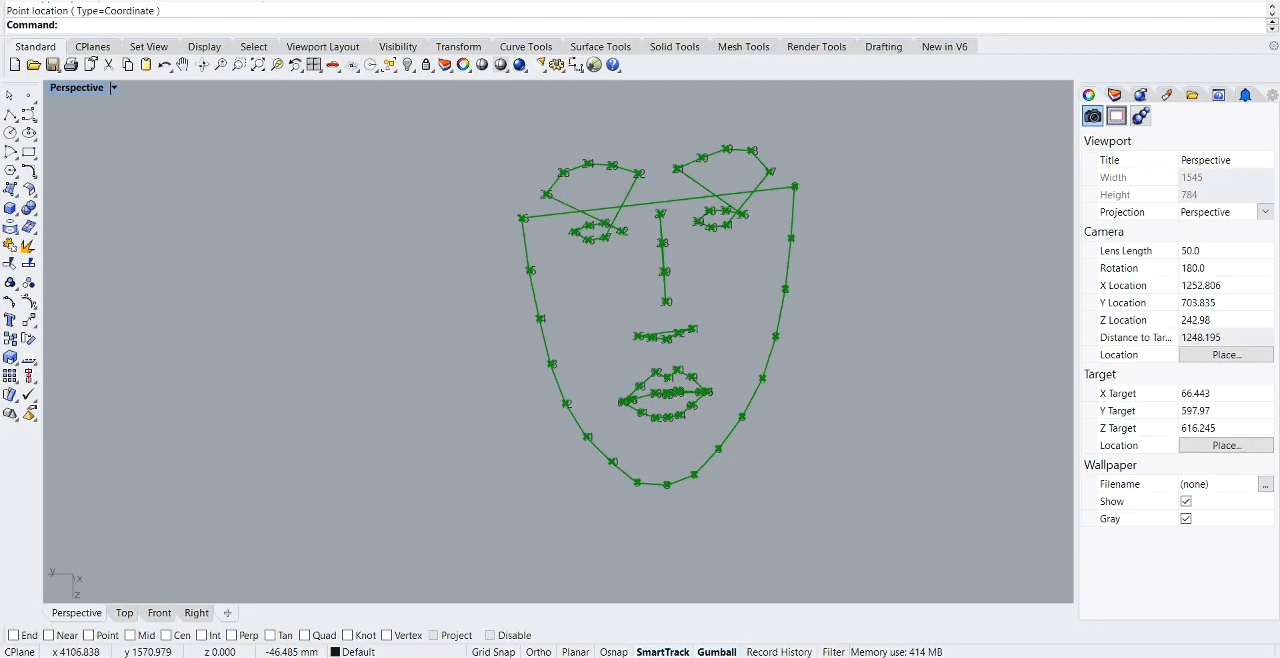 Point location ( Type=Coordinate )
Command:
Standard CPlanes Set View Display Select Viewport Layout Visibility Transform Curve Tools Surface Tools Solid Tools Mesh Tools Render Tools Drafting New in V6
Perspective
Viewport
Title Perspective
Width 1545
Height 784
Projection Perspective
Camera
Lens Length 50.0
Rotation 180.0
X Location 1252.806
Y Location 703.835
Z Location 242.98
Distance to Tar... 1248.195
Location Place...
Target
X Target 66.443
Y Target 597.97
Z Target 616.245
Location Place...
Wallpaper
Filename (none) ...
Show
Gray
y x
z
Perspective Top Front Right
End Near Point Mid Cen Int Perp Tan Quad Knot Vertex Project Disable
CPlane x 4106.838 y 1570.979 z 0.000 -46.485 mm Default Grid Snap Ortho Planar Osnap SmartTrack Gumball Record History Filter Memory use: 414 MB